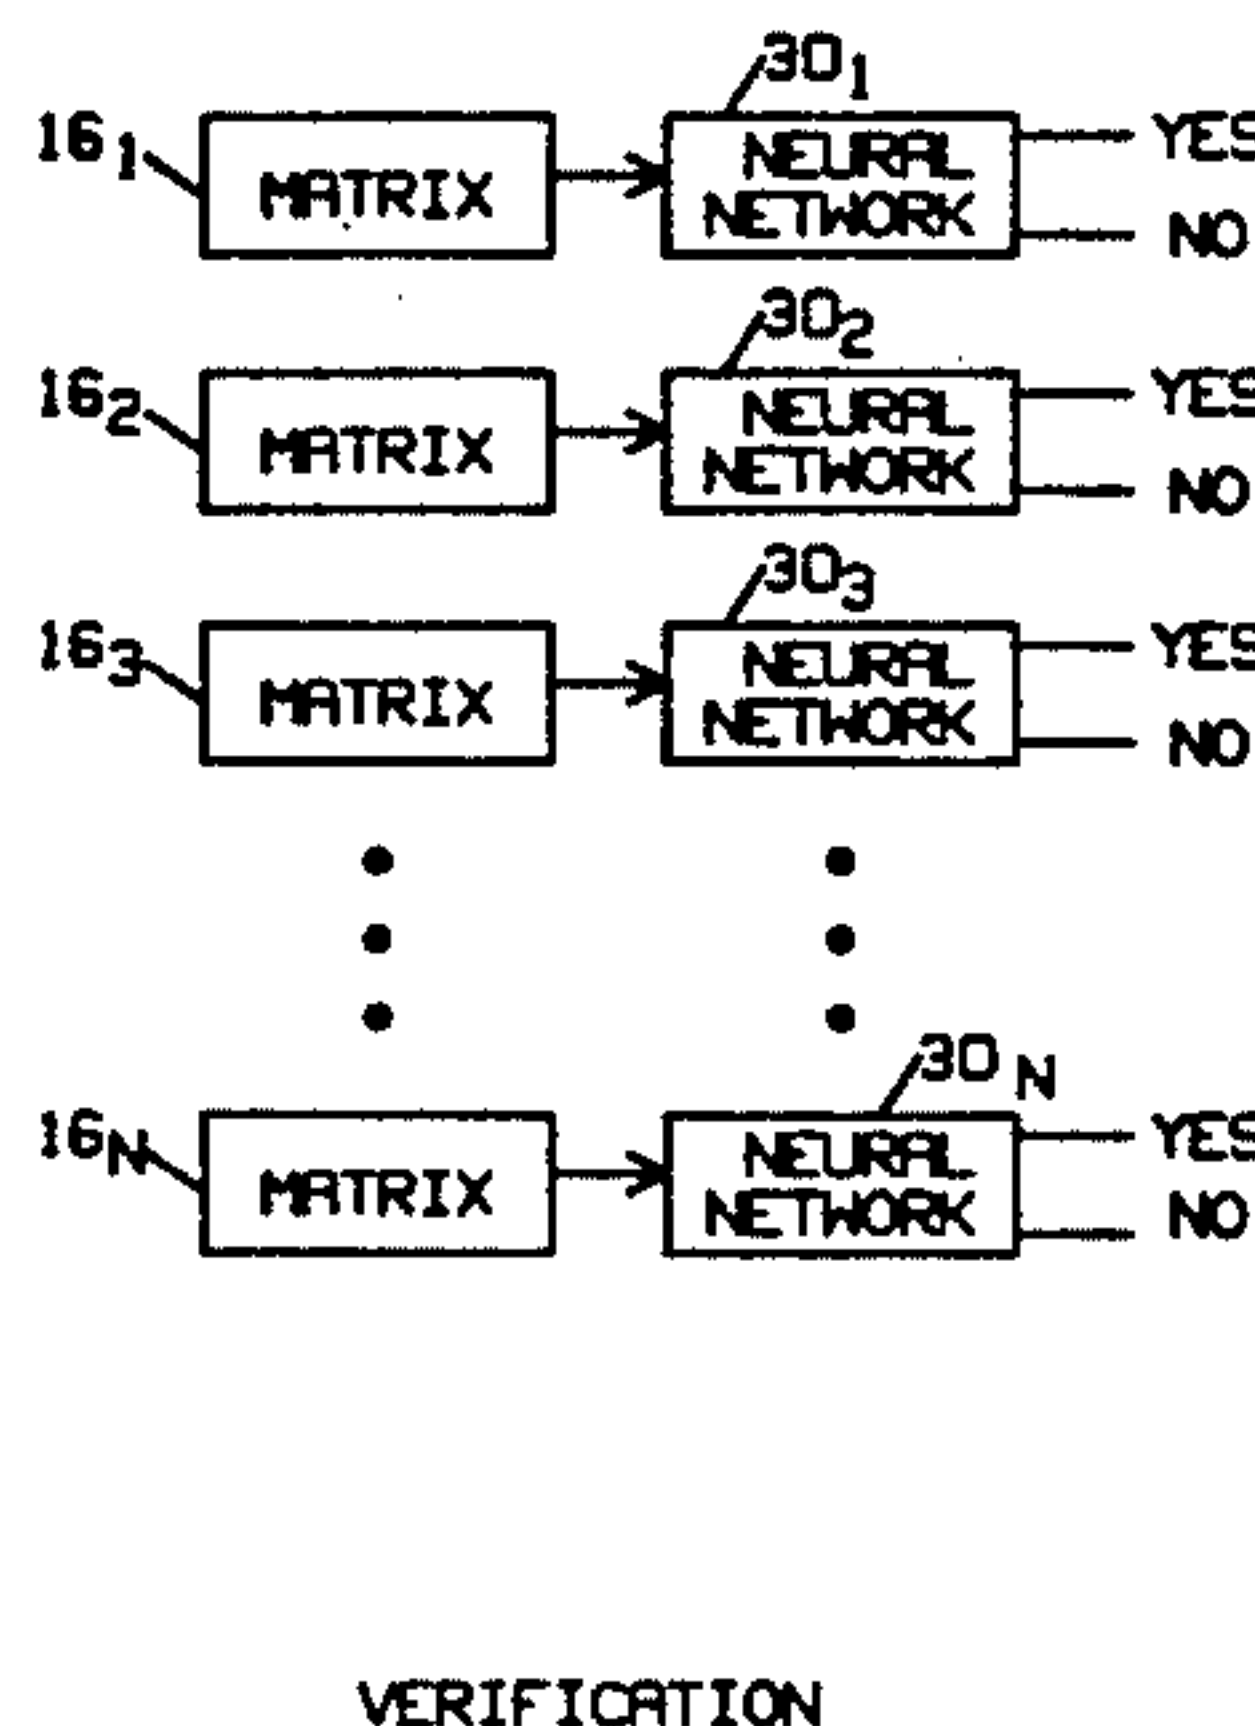 30₁
16₁ MATRIX NEURAL NETWORK YES NO
30₂
16₂ MATRIX NEURAL NETWORK YES NO
30₃
16₃ MATRIX NEURAL NETWORK YES NO
30 N
16N MATRIX NEURAL NETWORK YES NO
VERIFICATION